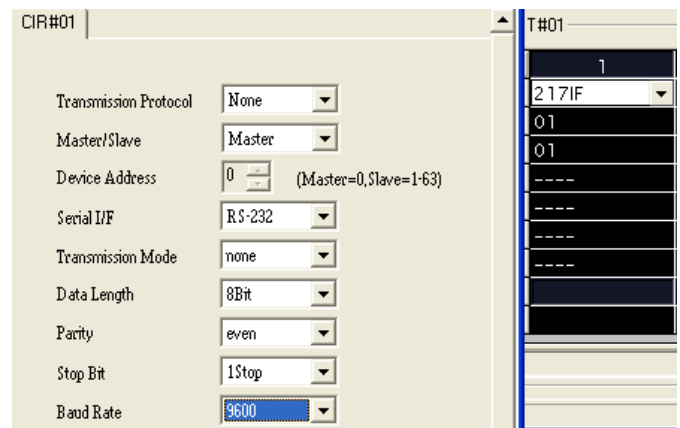 CIR#01
Transmission Protocol None
Master/Slave Master
Device Address 0 (Master=0,Slave=1-63)
Serial I/F RS-232
Transmission Mode none
Data Length 8Bit
Parity even
Stop Bit 1Stop
Baud Rate 9600
T#01
1
217IF
01
01
----
----
----
----